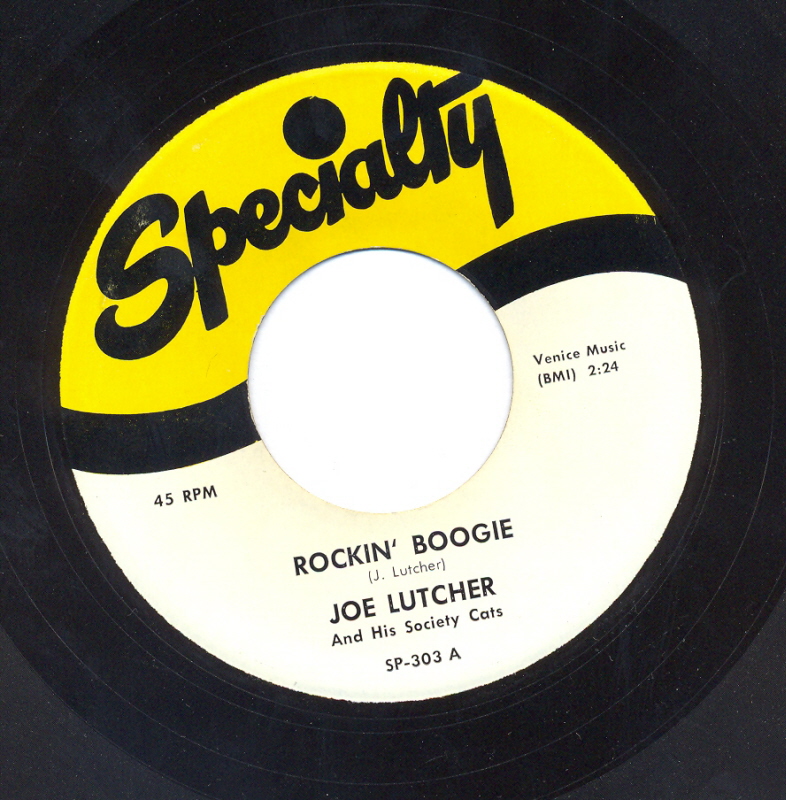 Specialty
Venice Music
(BMI) 2:24
45 RPM
ROCKIN' BOOGIE
(J. Lutcher)
JOE LUTCHER
And His Society Cats
SP-303 A